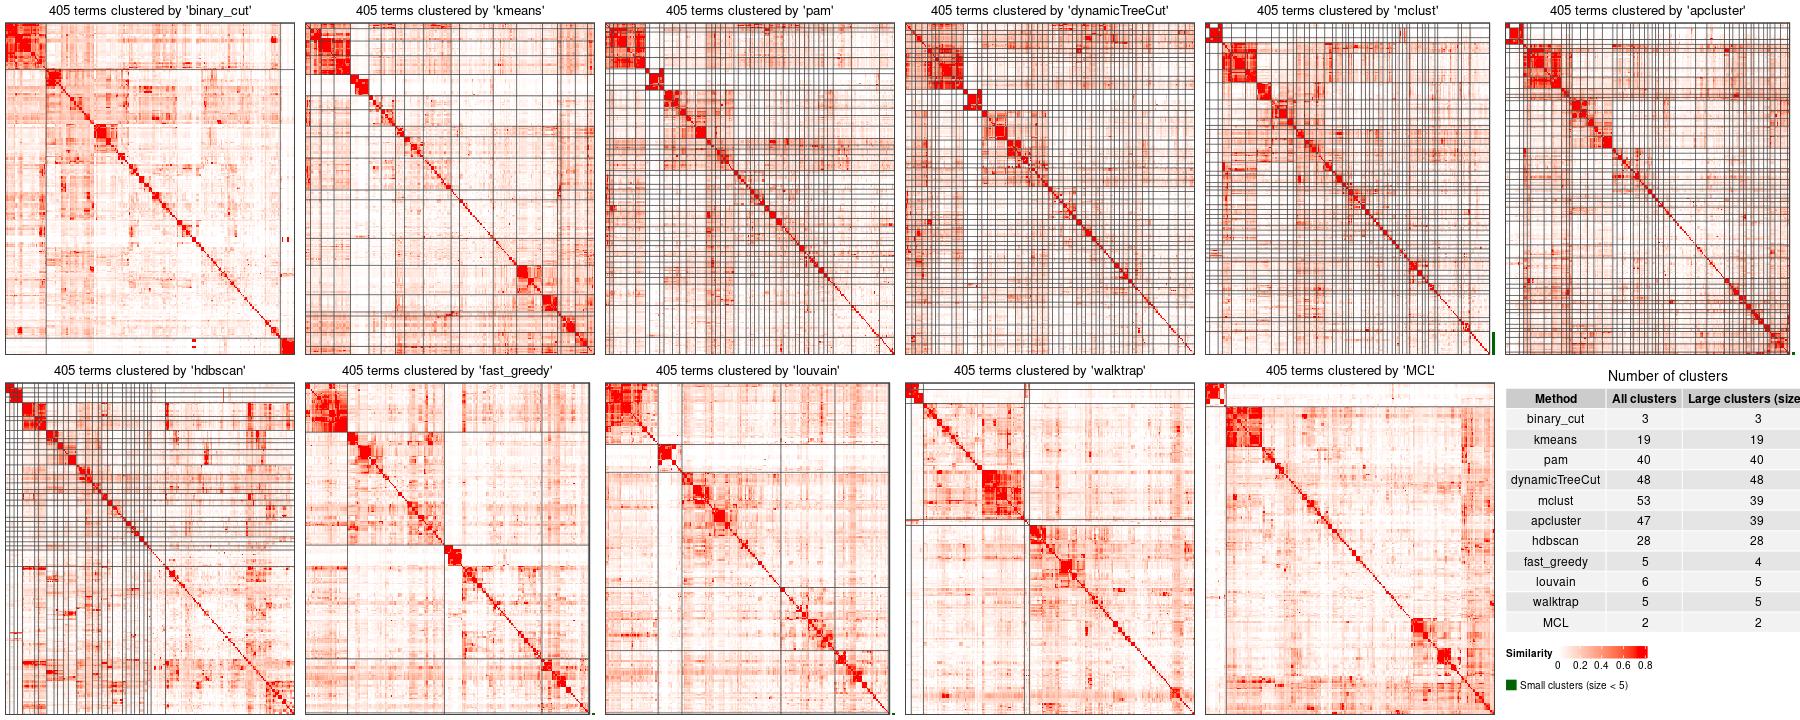 405 terms clustered by 'binary_cut'
405 terms clustered by 'kmeans'
405 terms clustered by 'pam'
405 terms clustered by 'dynamicTreeCut'
405 terms clustered by 'mclust'
405 terms clustered by 'apcluster'
405 terms clustered by 'hdbscan'
405 terms clustered by 'fast_greedy'
405 terms clustered by 'louvain'
405 terms clustered by 'walktrap'
405 terms clustered by 'MCL'
Number of clusters
Method All clusters Large clusters (size
binary_cut 3 3
kmeans 19 19
pam 40 40
dynamicTreeCut 48 48
mclust 53 39
apcluster 47 39
hdbscan 28 28
fast_greedy 5 4
louvain 6 5
walktrap 5 5
MCL 2 2
Similarity
0 0.2 0.4 0.6 0.8
Small clusters (size < 5)